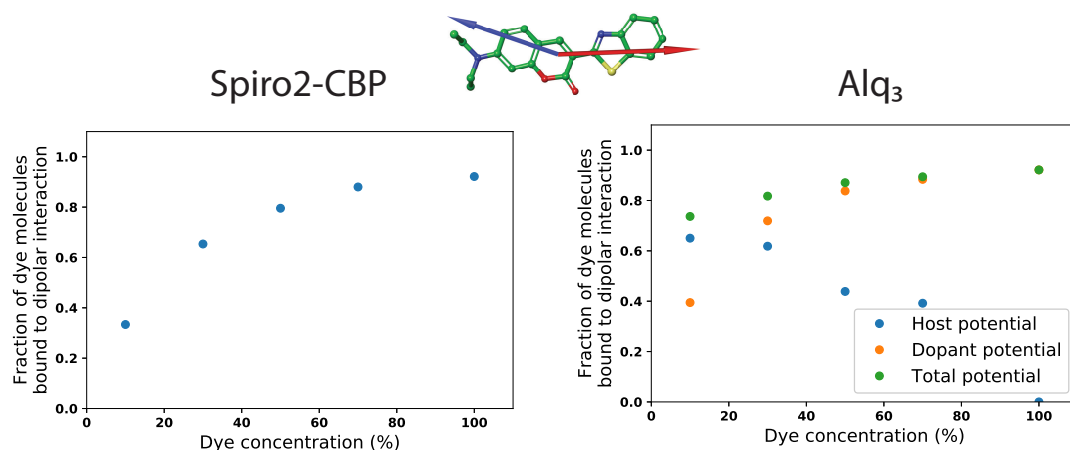 Spiro2-CBP
Alq₃
Fraction of dye molecules
bound to dipolar interaction
1.0
0.8
0.6
0.4
0.2
0.0
0 20 40 60 80 100
Dye concentration (%)
Fraction of dye molecules
bound to dipolar interaction
1.0
0.8
0.6
0.4
0.2
0.0
Host potential
Dopant potential
Total potential
0 20 40 60 80 100
Dye concentration (%)